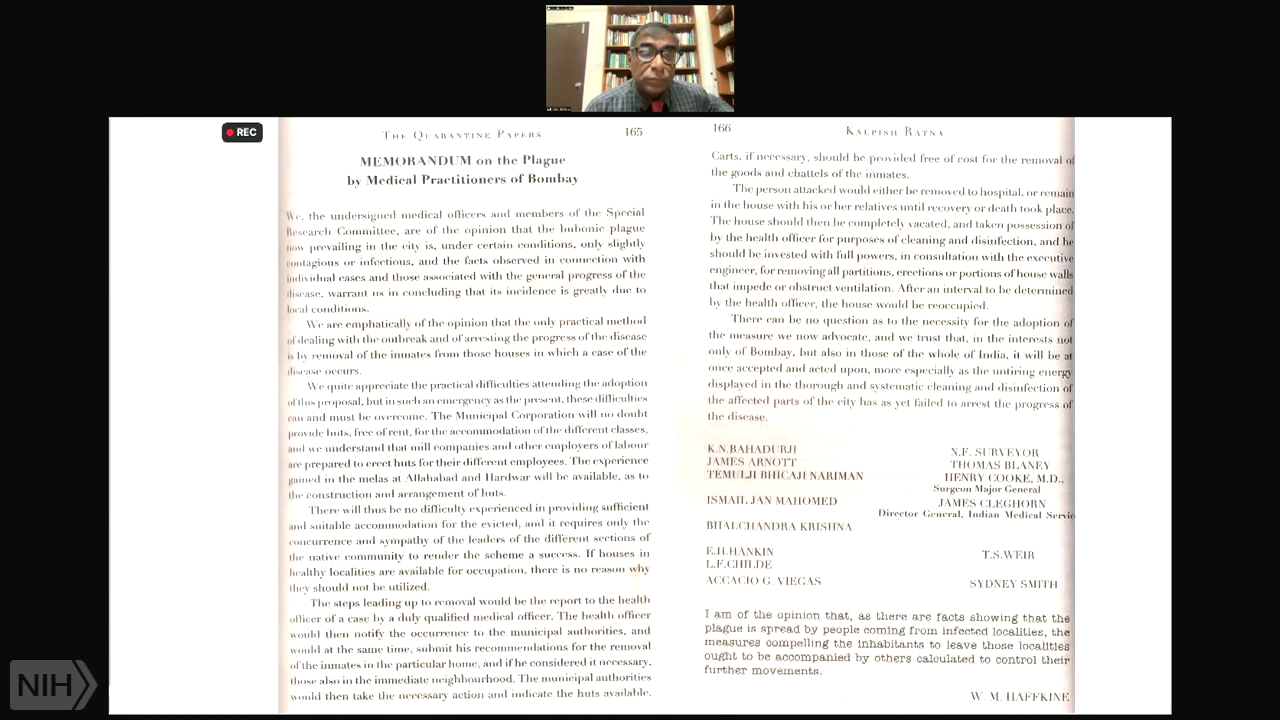 REC
THE QUARANTINE PAPERS 165
MEMORANDUM on the Plague
by Medical Practitioners of Bombay
We, the undersigned medical officers and members of the Special
Research Committee, are of the opinion that the bubonic plague
now prevailing in the city is, under certain conditions, only slightly
contagious or infectious, and the facts observed in connection with
individual cases and those associated with the general progress of the
disease, warrant us in concluding that its incidence is greatly due to
local conditions.
We are emphatically of the opinion that the only practical method
of dealing with the outbreak and of arresting the progress of the disease
is by removal of the inmates from those houses in which a case of the
disease occurs.
We quite appreciate the practical difficulties attending the adoption
of this proposal, but in such an emergency as the present, these difficulties
can and must be overcome. The Municipal Corporation will no doubt
provide huts, free of rent, for the accommodation of the different classes,
and we understand that mill companies and other employers of labour
are prepared to erect huts for their different employees. The experience
gained in the melas at Allahabad and Hardwar will be available, as to
the construction and arrangement of huts.
There will thus be no difficulty experienced in providing sufficient
and suitable accommodation for the evicted, and it requires only the
concurrence and sympathy of the leaders of the different sections of
the native community to render the scheme a success. If houses in
healthy localities are available for occupation, there is no reason why
they should not be utilized.
The steps leading up to removal would be the report to the health
officer of a case by a duly qualified medical officer. The health officer
would then notify the occurrence to the municipal authorities, and
would at the same time, submit his recommendations for the removal
of the inmates in the particular home, and if he considered it necessary,
those also in the immediate neighbourhood. The municipal authorities
would then take the necessary action and indicate the huts available.
166 KALPISH RATNA
Carts, if necessary, should be provided free of cost for the removal of
the goods and chattels of the inmates.
The person attacked would either be removed to hospital, or remain
in the house with his or her relatives until recovery or death took place.
The house should then be completely vacated, and taken possession of
by the health officer for purposes of cleaning and disinfection, and he
should be invested with full powers, in consultation with the executive
engineer, for removing all partitions, erections or portions of house walls
that impede or obstruct ventilation. After an interval to be determined
by the health officer, the house would be reoccupied.
There can be no question as to the necessity for the adoption of
the measure we now advocate, and we trust that, in the interests not
only of Bombay, but also in those of the whole of India, it will be at
once accepted and acted upon, more especially as the untiring energy
displayed in the thorough and systematic cleaning and disinfection of
the affected parts of the city has as yet failed to arrest the progress of
the disease.
K.N.BAHADURJI
JAMES ARNOTT
TEMULJI BHICAJI NARIMAN
ISMAIL JAN MAHOMED
BHALCHANDRA KRISHNA
E.H.HANKIN
L.F.CHILDE
ACCACIO G. VIEGAS
N.F. SURVEYOR
THOMAS BLANEY
HENRY COOKE, M.D.,
Surgeon Major General
JAMES CLEGHORN
Director General, Indian Medical Servic
T.S.WEIR
SYDNEY SMITH
I am of the opinion that, as there are facts showing that the
plague is spread by people coming from infected localities, the
measures compelling the inhabitants to leave those localities
ought to be accompanied by others calculated to control their
further movements.
W. M. HAFFKINE
NIH